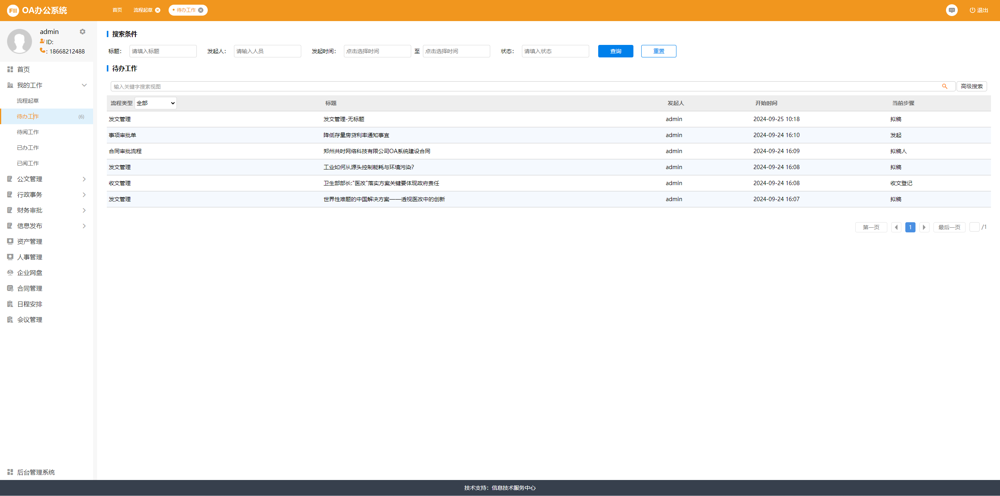 FII OA办公系统
首页 流程起草 待办工作 退出
admin
ID:
: 18668212488
首页
我的工作
流程起草
待办工作 (6)
待阅工作
已办工作
已阅工作
公文管理
行政事务
财务审批
信息发布
资产管理
人事管理
企业网盘
合同管理
日程安排
会议管理
后台管理系统
搜索条件
标题: 请填入标题 发起人: 请输入人员 发起时间: 点击选择时间 至 点击选择时间 状态: 请填入状态 查询 重置
待办工作
输入关键字搜索视图 高级搜索
流程类型 全部 标题 发起人 开始时间 当前步骤
发文管理 发文管理-无标题 admin 2024-09-25 10:18 拟稿
事项审批单 降低存量房贷利率通知事宜 admin 2024-09-24 16:10 发起
合同审批流程 郑州共时网络科技有限公司OA系统建设合同 admin 2024-09-24 16:09 拟稿人
发文管理 工业如何从源头控制能耗与环境污染? admin 2024-09-24 16:08 拟稿
收文管理 卫生部部长:"医改"落实方案关键要体现政府责任 admin 2024-09-24 16:08 收文登记
发文管理 世界性难题的中国解决方案——透视医改中的创新 admin 2024-09-24 16:07 拟稿
第一页 1 最后一页 /1
技术支持：信息技术服务中心